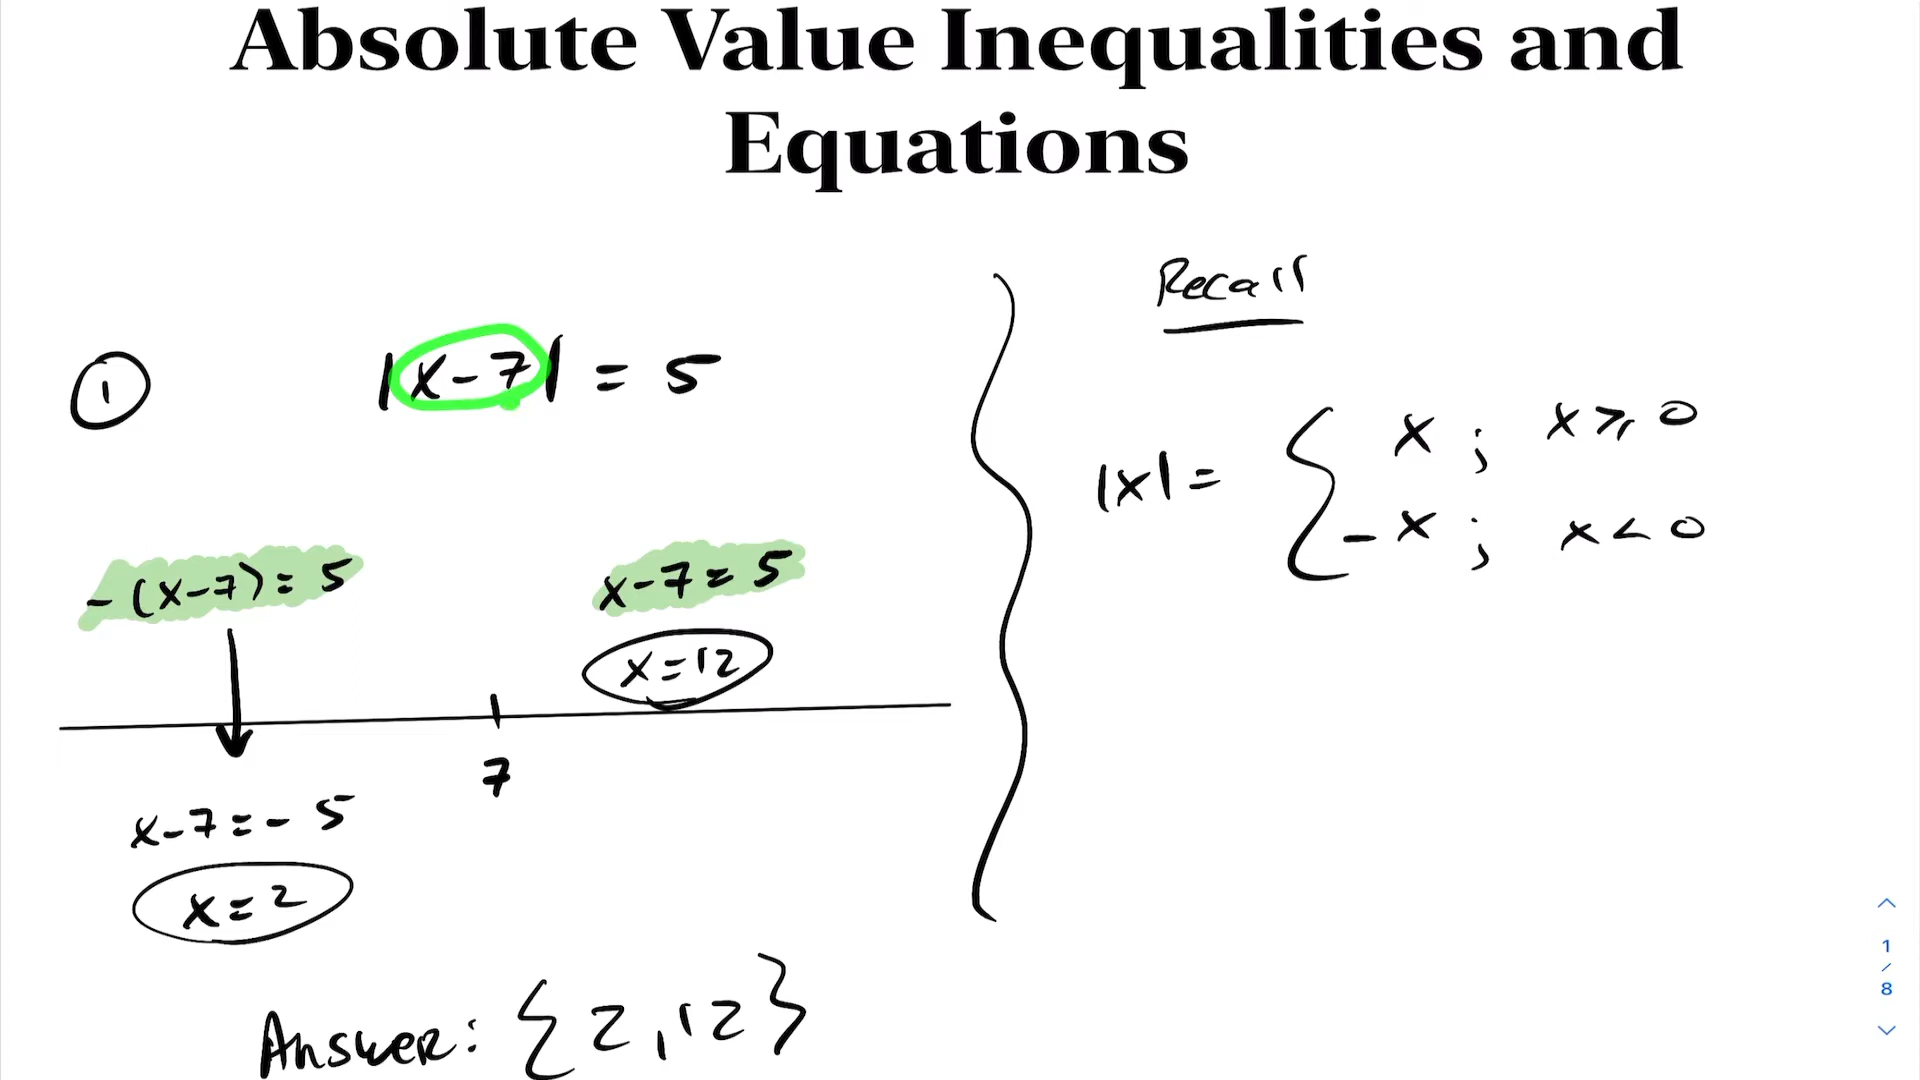 Absolute Value Inequalities and
Equations
① |x-7| = 5
-(x-7) = 5
x-7 = 5
x=12
7
x-7 = -5
x = 2
Answer: {2,12}
Recall
|x| = { x ; x ⩾ 0
-x ; x < 0
1
/
8